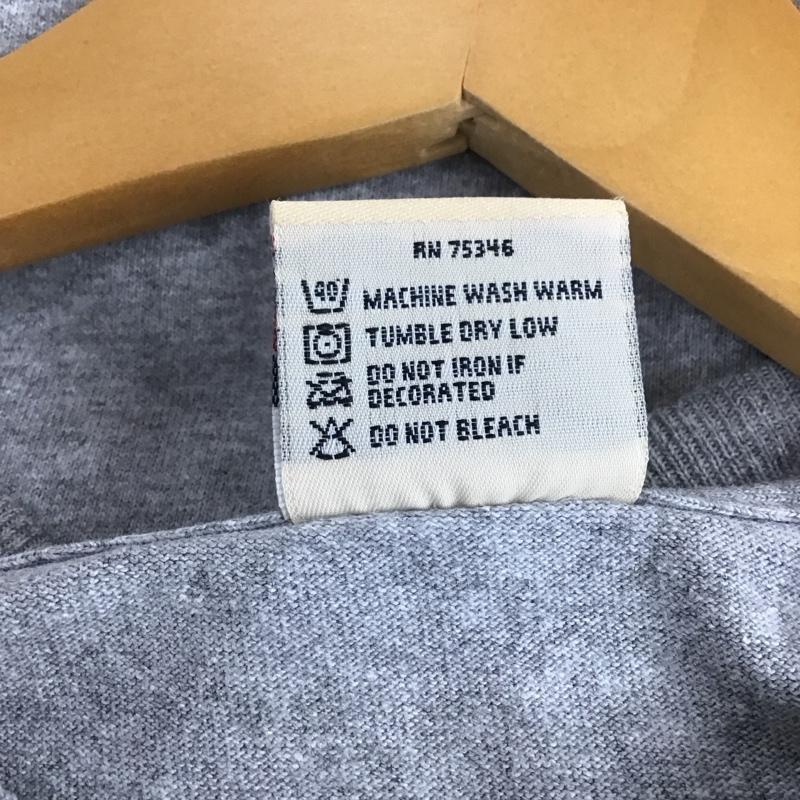 RN 75346
40°
MACHINE WASH WARM
TUMBLE DRY LOW
DO NOT IRON IF
DECORATED
DO NOT BLEACH